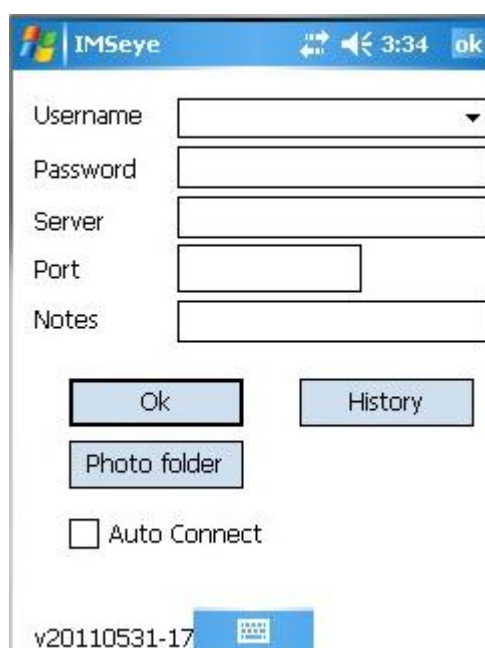 IMSeye 3:34 ok
Username
Password
Server
Port
Notes
Ok History
Photo folder
Auto Connect
v20110531-17